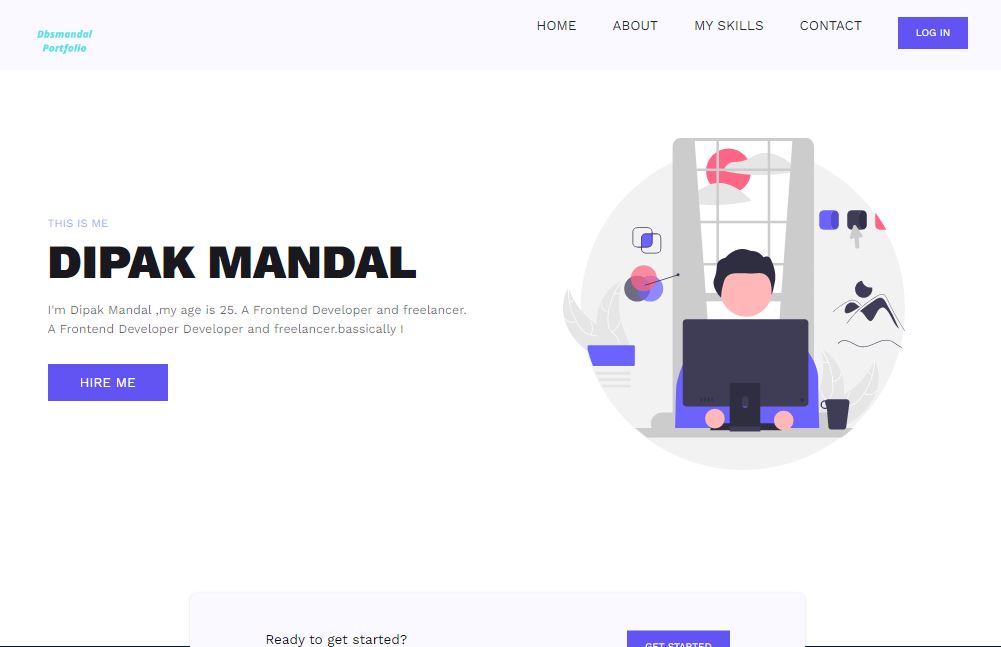 Dbsmandal
Portfolio
HOME ABOUT MY SKILLS CONTACT LOG IN
THIS IS ME
DIPAK MANDAL
I'm Dipak Mandal ,my age is 25. A Frontend Developer and freelancer.
A Frontend Developer Developer and freelancer.bassically I
HIRE ME
Ready to get started?
GET STARTED